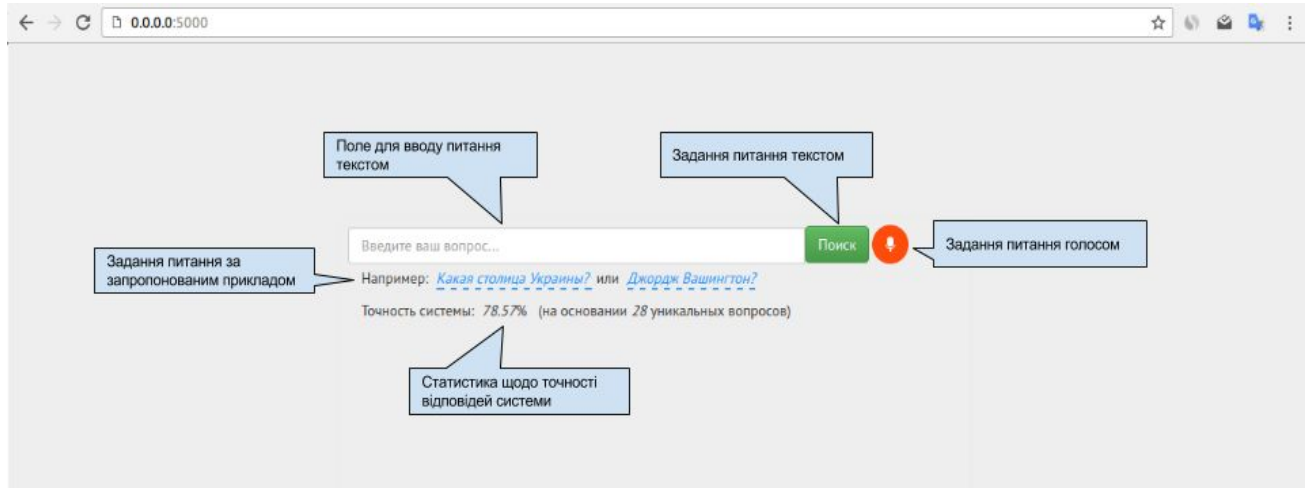 0.0.0.0:5000
Поле для вводу питання
текстом
Задання питання текстом
Введите ваш вопрос...
Поиск
Задання питання голосом
Задання питання за
запропонованим прикладом
Например: Какая столица Украины? или Джордж Вашингтон?
Точность системы: 78.57% (на основании 28 уникальных вопросов)
Статистика щодо точності
відповідей системи